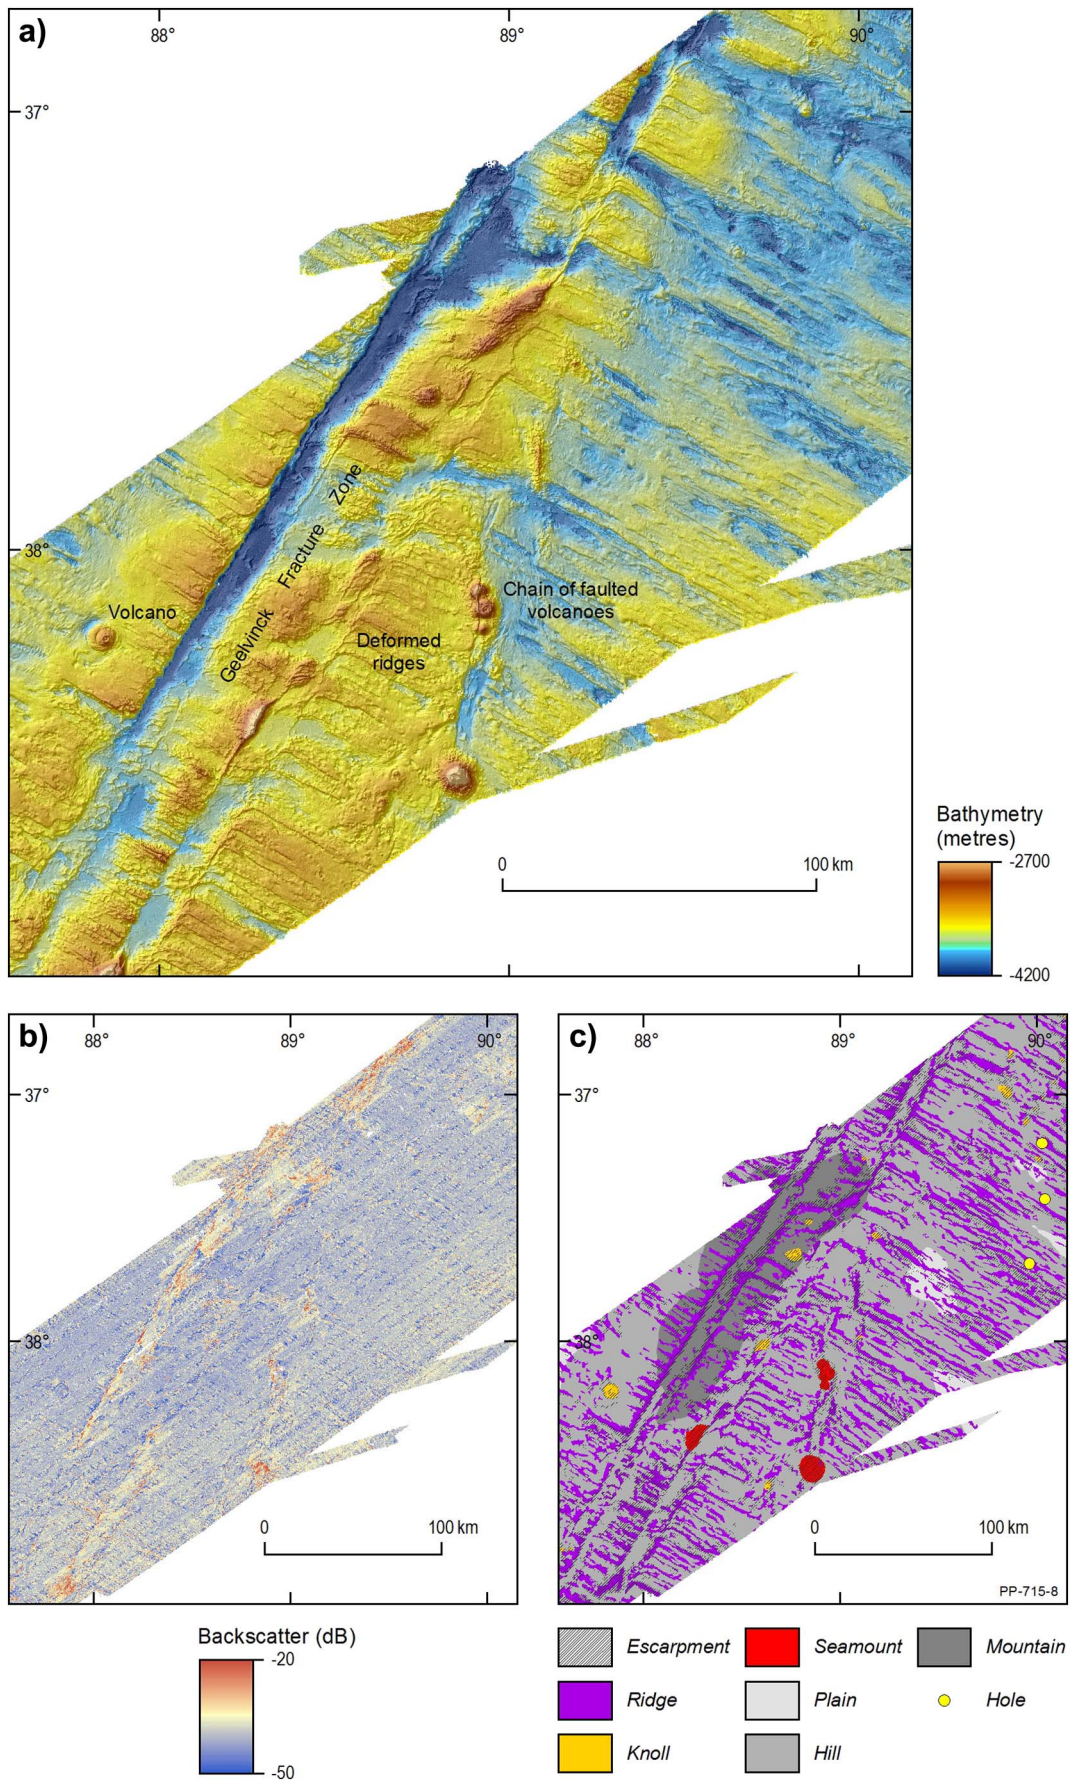 a)
88°
89°
90°
37°
38°
Zone
Fracture
Geelvinck
Volcano
Chain of faulted
volcanoes
Deformed
ridges
0
100 km
Bathymetry
(metres)
-2700
-4200
b)
88°
89°
90°
37°
38°
0
100 km
Backscatter (dB)
-20
-50
c)
88°
89°
90°
37°
38°
0
100 km
PP-715-8
Escarpment
Seamount
Mountain
Ridge
Plain
Hole
Knoll
Hill